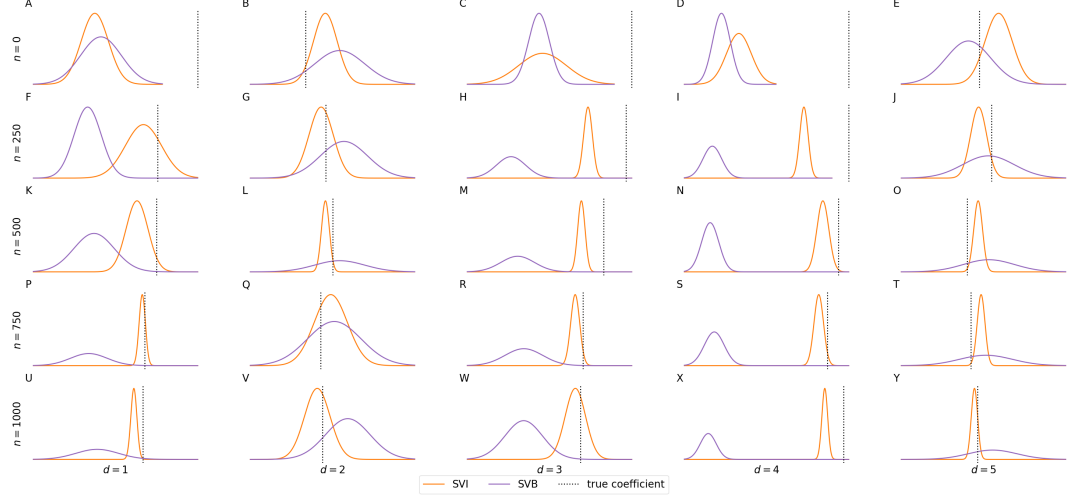 A B C D E
n = 0
F G H I J
n = 250
K L M N O
n = 500
P Q R S T
n = 750
U V W X Y
n = 1000
d = 1 d = 2 d = 3 d = 4 d = 5
SVI SVB true coefficient